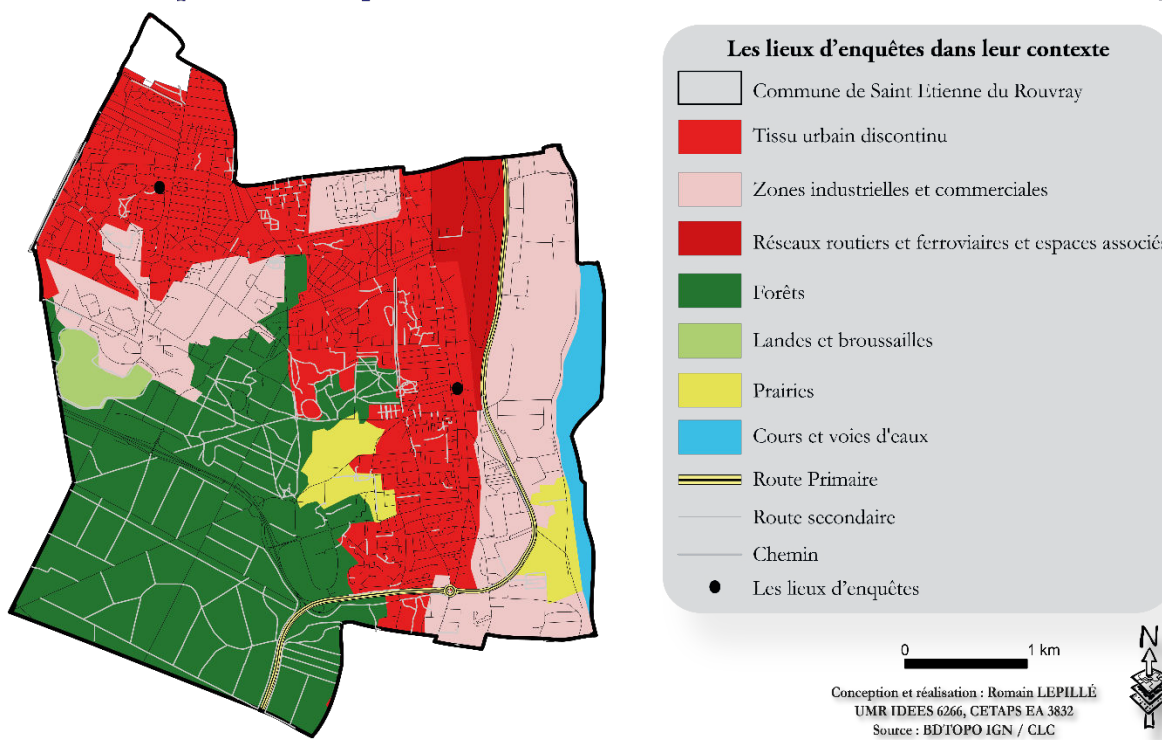 Les lieux d'enquêtes dans leur contexte
Commune de Saint Etienne du Rouvray
Tissu urbain discontinu
Zones industrielles et commerciales
Réseaux routiers et ferroviaires et espaces associés
Forêts
Landes et broussailles
Prairies
Cours et voies d'eaux
Route Primaire
Route secondaire
Chemin
Les lieux d'enquêtes
0 1 km
N
Conception et réalisation : Romain LEPILLÉ
UMR IDEES 6266, CETAPS EA 3832
Source : BDTOPO IGN / CLC